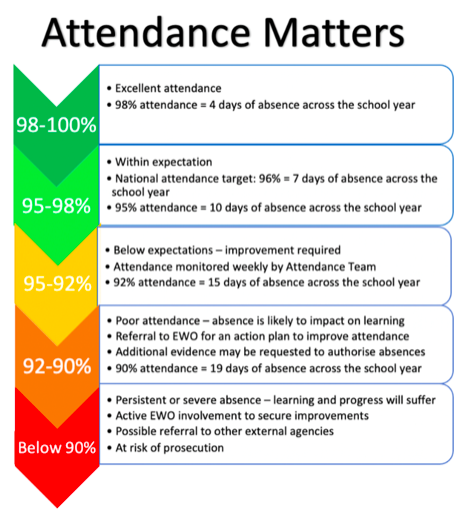 Attendance Matters
98-100%
• Excellent attendance
• 98% attendance = 4 days of absence across the school year
95-98%
• Within expectation
• National attendance target: 96% = 7 days of absence across the
school year
• 95% attendance = 10 days of absence across the school year
95-92%
• Below expectations – improvement required
• Attendance monitored weekly by Attendance Team
• 92% attendance = 15 days of absence across the school year
92-90%
• Poor attendance – absence is likely to impact on learning
• Referral to EWO for an action plan to improve attendance
• Additional evidence may be requested to authorise absences
• 90% attendance = 19 days of absence across the school year
Below 90%
• Persistent or severe absence – learning and progress will suffer
• Active EWO involvement to secure improvements
• Possible referral to other external agencies
• At risk of prosecution